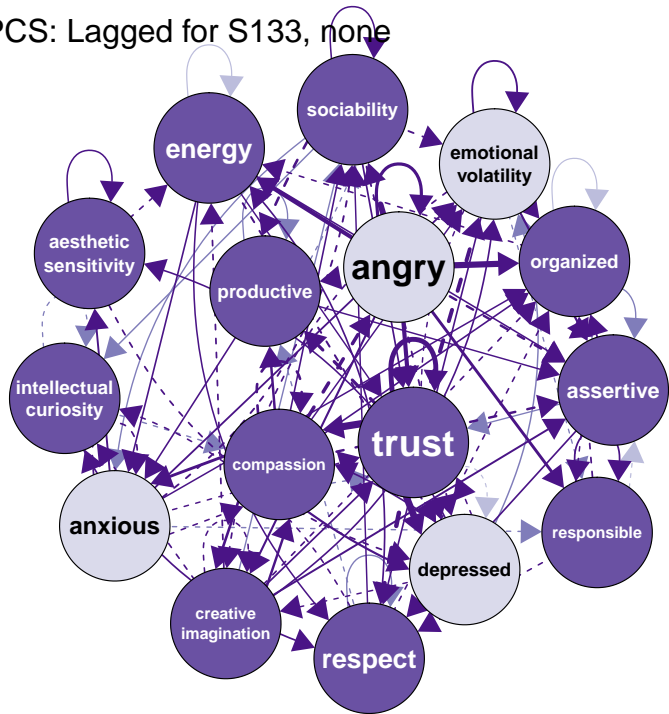 PCS: Lagged for S133, none
sociability
energy
emotional
volatility
aesthetic
sensitivity
angry
organized
productive
intellectual
curiosity
assertive
trust
compassion
anxious
responsible
depressed
creative
imagination
respect